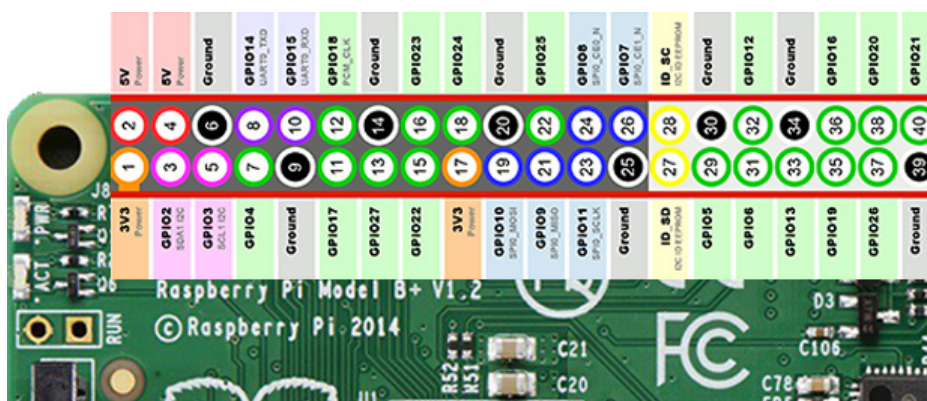 5V Power
5V Power
Ground
GPIO14 UART0_TXD
GPIO15 UART0_RXD
GPIO18 PCM_CLK
Ground
GPIO23
GPIO24
Ground
GPIO25
GPIO8 SPI0_CE0_N
GPIO7 SPI0_CE1_N
ID_SC I2C ID EEPROM
Ground
GPIO12
Ground
GPIO16
GPIO20
GPIO21
2 4 6 8 10 12 14 16 18 20 22 24 26 28 30 32 34 36 38 40
1 3 5 7 9 11 13 15 17 19 21 23 25 27 29 31 33 35 37 39
3V3 Power
GPIO2 SDA1 I2C
GPIO3 SCL1 I2C
GPIO4
Ground
GPIO17
GPIO27
GPIO22
3V3 Power
GPIO10 SPI0_MOSI
GPIO9 SPI0_MISO
GPIO11 SPI0_SCLK
Ground
ID_SD I2C ID EEPROM
GPIO5
GPIO6
GPIO13
GPIO19
GPIO26
Ground
J8
PWR
ACT
RUN
Raspberry Pi Model B+ V1.2
© Raspberry Pi 2014
FC
R52
C21
C20
U1
D3
C106
C78